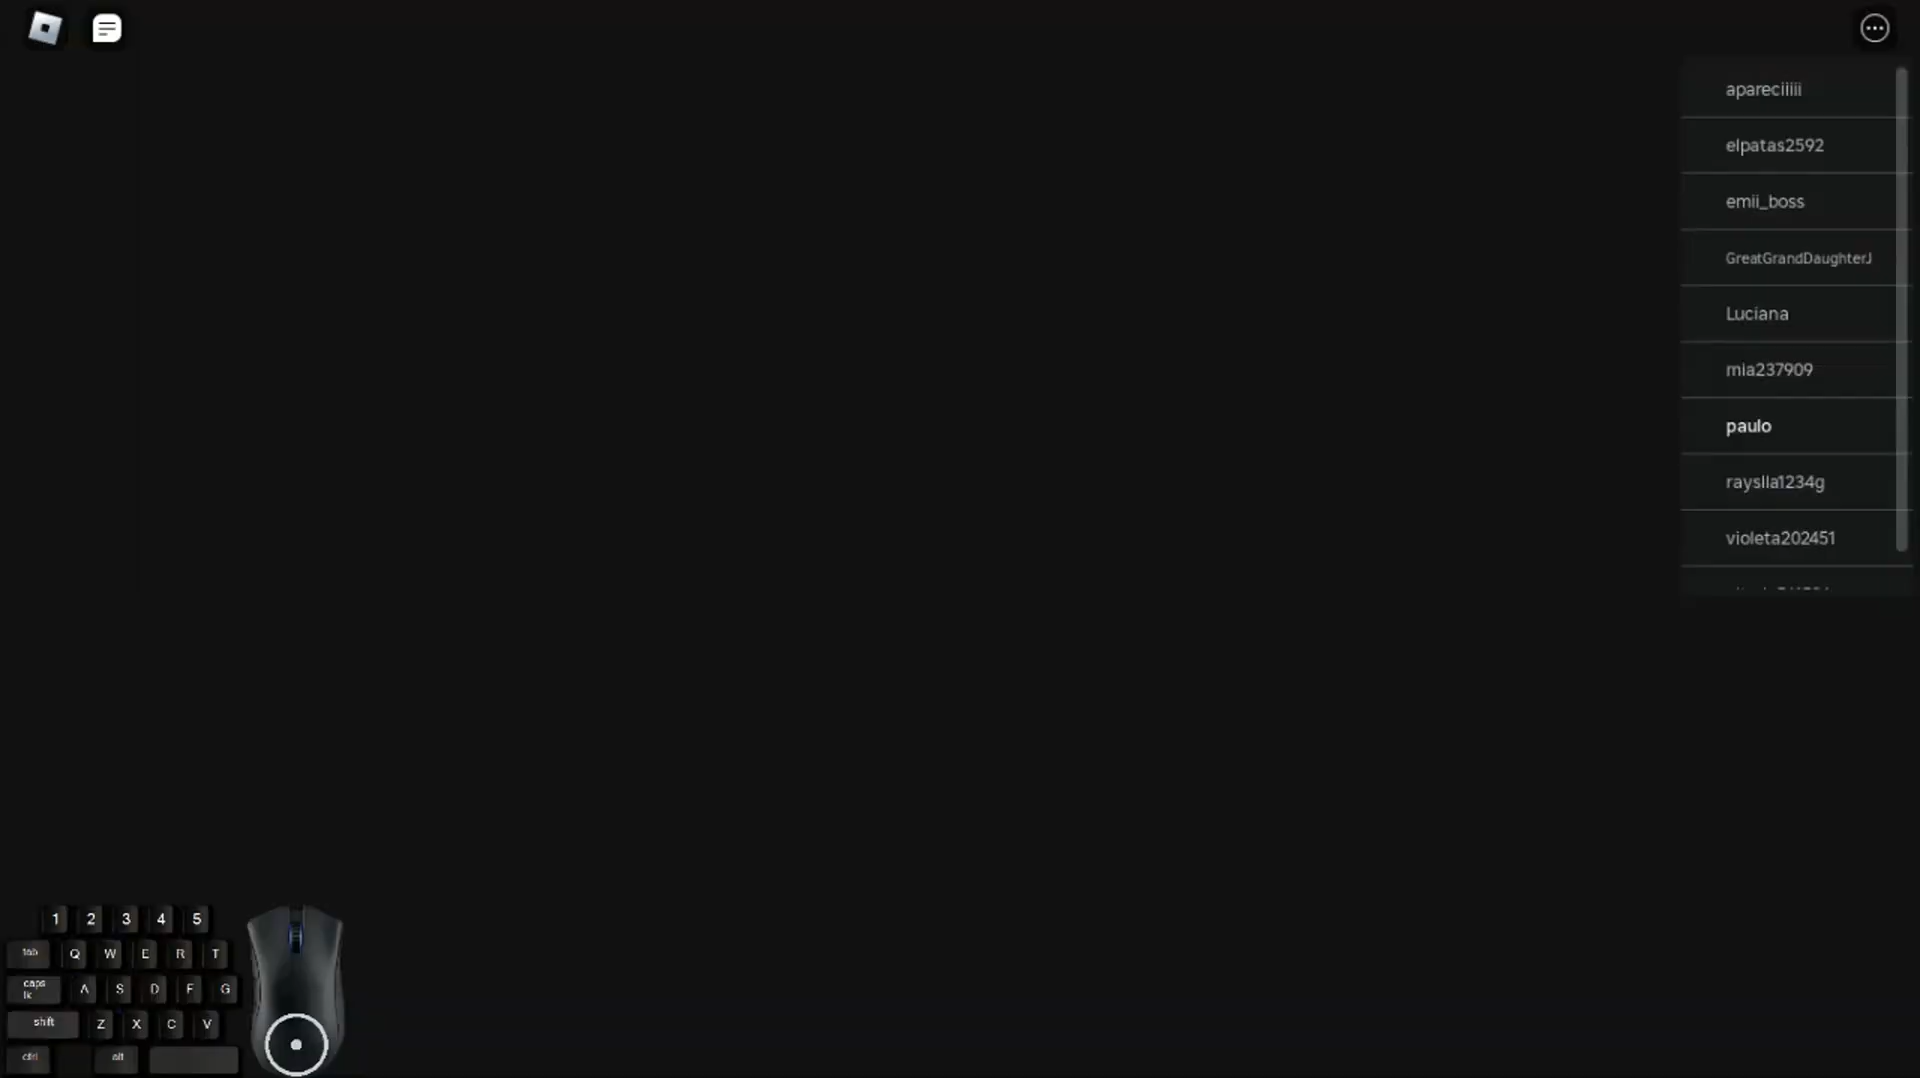 apareciiiii
elpatas2592
emii_boss
GreatGrandDaughterJ
Luciana
mia237909
paulo
rayslla1234g
violeta202451
1 2 3 4 5
tab Q W E R T
caps
lk
A S D F G
shift Z X C V
ctrl alt